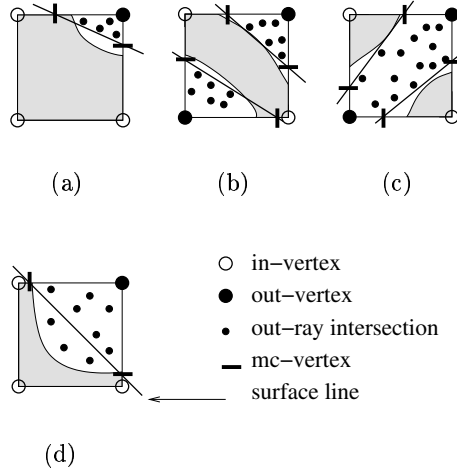 (a) (b) (c)
in-vertex
out-vertex
out-ray intersection
mc-vertex
surface line
(d)